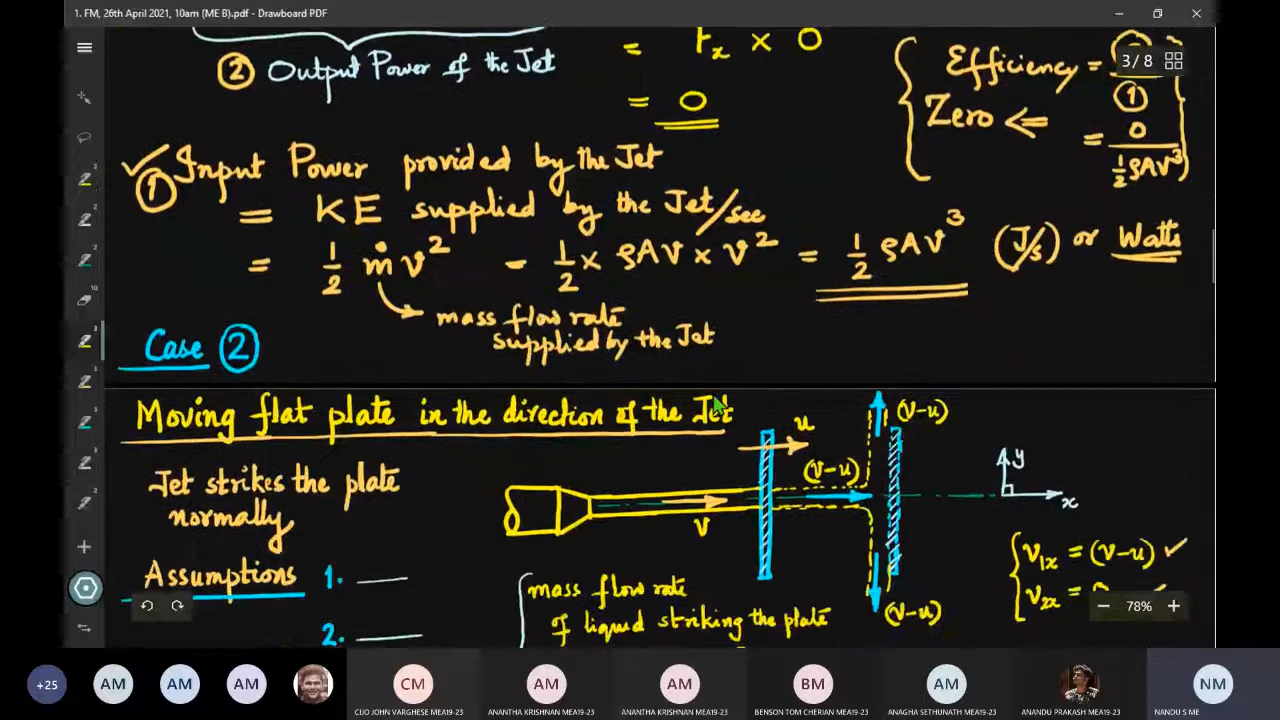 1. FM, 26th April 2021, 10am (ME B).pdf - Drawboard PDF
3/8
② Output Power of the Jet
= Fx × 0
= 0
Efficiency =
①
Zero <= = 0
½ρAV³
① Input Power provided by the Jet
= KE supplied by the Jet/sec
= ½ ṁv² = ½ × ρAV × v² = ½ ρAV³ (J/s) or Watts
mass flow rate
supplied by the Jet
Case ②
Moving flat plate in the direction of the Jet
Jet strikes the plate
normally
Assumptions 1.
2.
u
(V-u)
(V-u)
V
(V-u)
y
x
V1x = (V-u) ✓
V2x =
mass flow rate
of liquid striking the plate
78%
+25
AM
AM
AM
CM
CIJO JOHN VARGHESE MEA19-23
AM
ANANTHA KRISHNAN MEA19-23
AM
ANANTHA KRISHNAN MEA19-23
BM
BENSON TOM CHERIAN MEA19-23
AM
ANAGHA SETHUNATH MEA19-23
ANANDU PRAKASH MEA19-23
NM
NANDU S ME